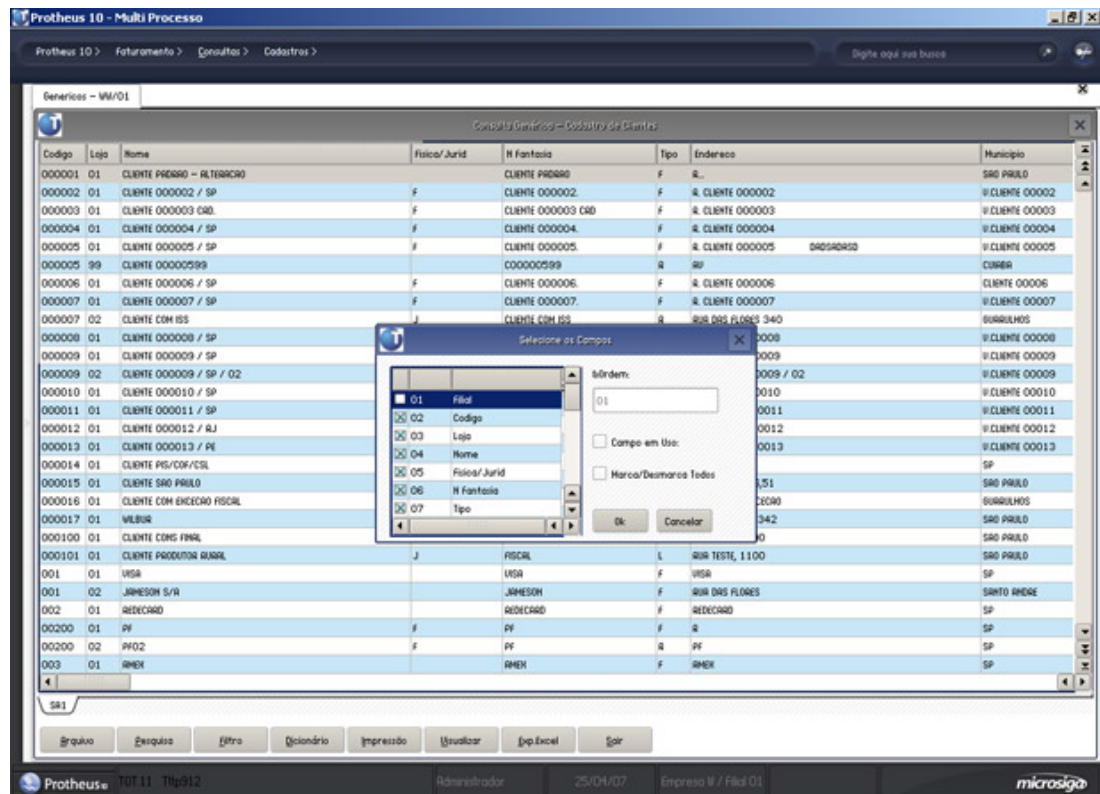 Protheus 10 - Multi Processo
Protheus 10 > Faturamento > Consultas > Cadastros > Digite aqui sua busca
Genericos - WW/01
Consulta Genérica - Cadastro de Clientes
Codigo Loja Nome Fisica/Jurid N Fantasia Tipo Endereco Municipio
000001 01 CLIENTE PADRAO - ALTERACAO CLIENTE PADRAO F R.. SAO PAULO
000002 01 CLIENTE 000002 / SP F CLIENTE 000002. F R. CLIENTE 000002 V.CLIENTE 00002
000003 01 CLIENTE 000003 CAD. F CLIENTE 000003 CAD F R. CLIENTE 000003 V.CLIENTE 00003
000004 01 CLIENTE 000004 / SP F CLIENTE 000004. F R. CLIENTE 000004 V.CLIENTE 00004
000005 01 CLIENTE 000005 / SP F CLIENTE 000005. F R. CLIENTE 000005 DADSADASD V.CLIENTE 00005
000005 99 CLIENTE 00000599 C00000599 R AV CUIABA
000006 01 CLIENTE 000006 / SP F CLIENTE 000006. F R. CLIENTE 000006 CLIENTE 00006
000007 01 CLIENTE 000007 / SP F CLIENTE 000007. F R. CLIENTE 000007 V.CLIENTE 00007
000007 02 CLIENTE COM ISS J CLIENTE COM ISS R RUA DAS FLORES 340 GUARULHOS
000008 01 CLIENTE 000008 / SP 0008 V.CLIENTE 00008
000009 01 CLIENTE 000009 / SP 0009 V.CLIENTE 00009
000009 02 CLIENTE 000009 / SP / 02 0009 / 02 V.CLIENTE 00009
000010 01 CLIENTE 000010 / SP 0010 V.CLIENTE 00010
000011 01 CLIENTE 000011 / SP 0011 V.CLIENTE 00011
000012 01 CLIENTE 000012 / RJ 0012 V.CLIENTE 00012
000013 01 CLIENTE 000013 / PE 0013 V.CLIENTE 00013
000014 01 CLIENTE PIS/COF/CSL SP
000015 01 CLIENTE SAO PAULO ,51 SAO PAULO
000016 01 CLIENTE COM EXCECAO FISCAL CECAO GUARULHOS
000017 01 WILBUR 342 SAO PAULO
000100 01 CLIENTE CONS FINAL SAO PAULO
000101 01 CLIENTE PRODUTOR RURAL J FISCAL L RUA TESTE, 1100 SAO PAULO
001 01 VISA VISA F VISA SP
001 02 JAMESON S/A JAMESON F RUA DAS FLORES SANTO ANDRE
002 01 REDECARD REDECARD F REDECARD SP
00200 01 PF F PF F R SP
00200 02 PF02 F PF R PF SP
003 01 AMEX AMEX F AMEX SP
Selecione os Campos
01 Filial
02 Codigo
03 Loja
04 Nome
05 Fisica/Jurid
06 N Fantasia
07 Tipo
&Ordem:
01
Campo em Uso:
Marca/Desmarca Todos
Ok Cancelar
SA1
Arquivo Pesquisa Filtro Dicionário Impressão Visualizar Exp.Excel Sair
Protheus TOT 11 Ttfp912 Administrador 25/04/07 Empresa W / Filial 01 microsiga